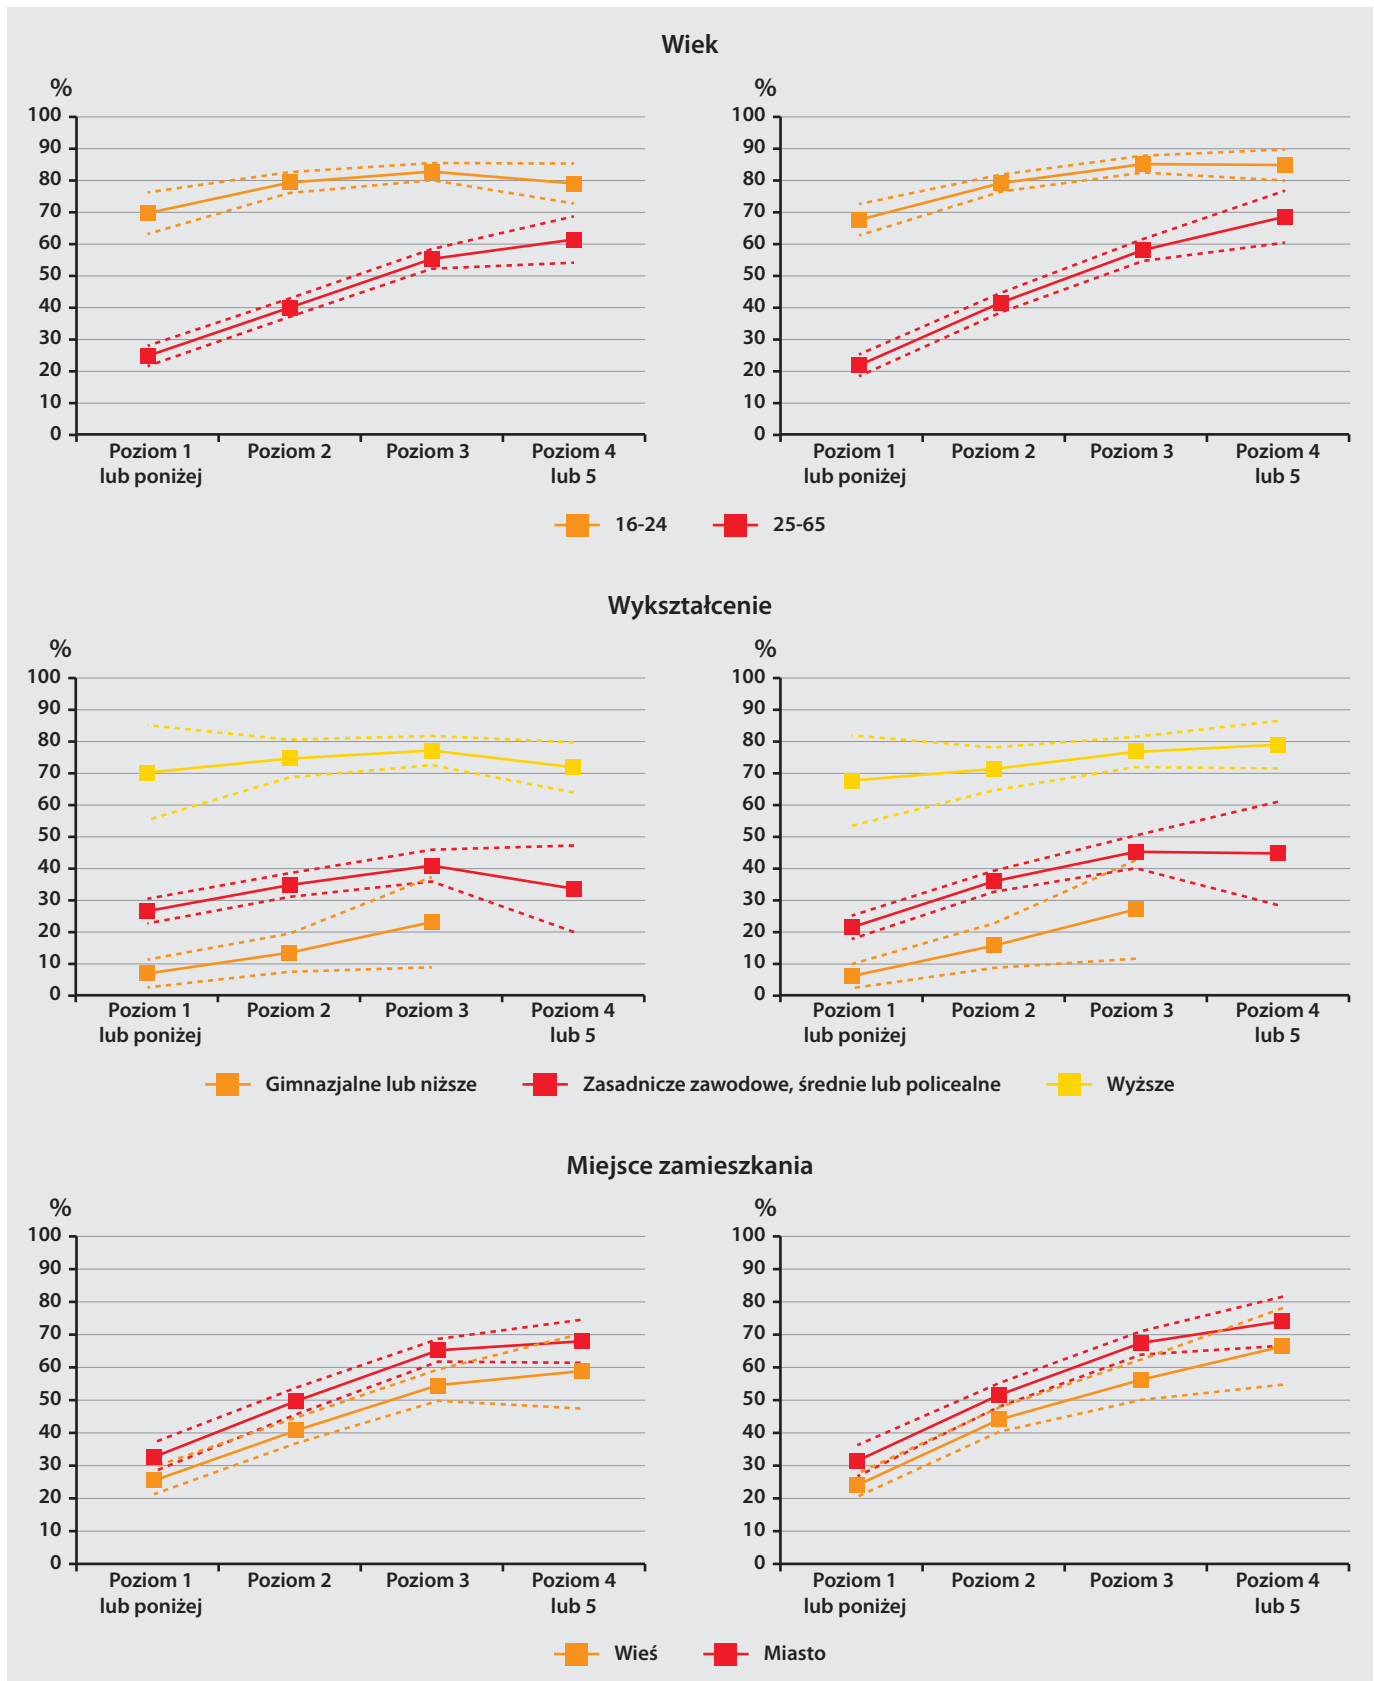 Wiek
%
100
90
80
70
60
50
40
30
20
10
0
Poziom 1
lub poniżej
Poziom 2
Poziom 3
Poziom 4
lub 5
%
100
90
80
70
60
50
40
30
20
10
0
Poziom 1
lub poniżej
Poziom 2
Poziom 3
Poziom 4
lub 5
16-24
25-65
Wykształcenie
%
100
90
80
70
60
50
40
30
20
10
0
Poziom 1
lub poniżej
Poziom 2
Poziom 3
Poziom 4
lub 5
%
100
90
80
70
60
50
40
30
20
10
0
Poziom 1
lub poniżej
Poziom 2
Poziom 3
Poziom 4
lub 5
Gimnazjalne lub niższe
Zasadnicze zawodowe, średnie lub policealne
Wyższe
Miejsce zamieszkania
%
100
90
80
70
60
50
40
30
20
10
0
Poziom 1
lub poniżej
Poziom 2
Poziom 3
Poziom 4
lub 5
%
100
90
80
70
60
50
40
30
20
10
0
Poziom 1
lub poniżej
Poziom 2
Poziom 3
Poziom 4
lub 5
Wieś
Miasto